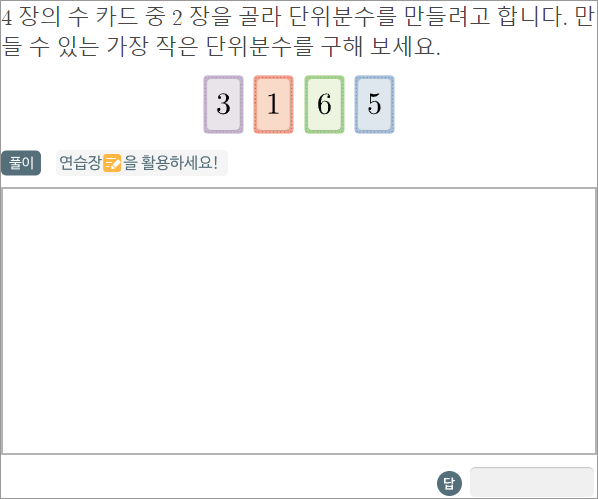 4 장의 수 카드 중 2 장을 골라 단위분수를 만들려고 합니다. 만
들 수 있는 가장 작은 단위분수를 구해 보세요.
3 1 6 5
풀이 연습장을 활용하세요!
답